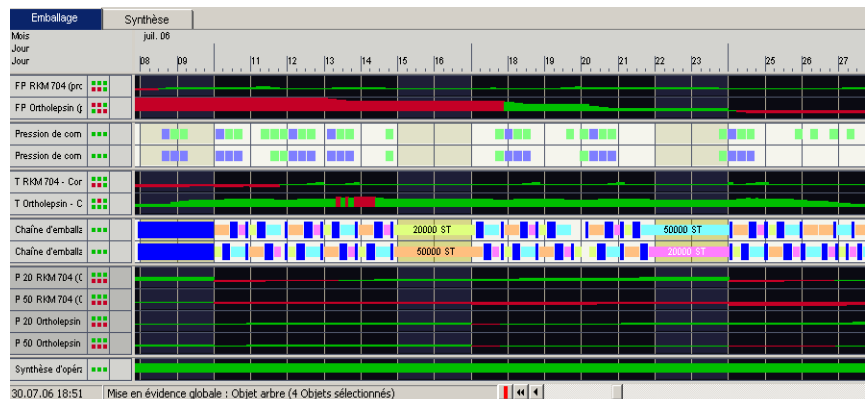 Emballage Synthèse
Mois juil. 06
Jour
Jour 08 09 11 12 13 14 15 16 18 19 20 21 22 23 25 26 27
FP RKM 704 (prc
FP Ortholepsin (p
Pression de com
Pression de com
T RKM 704 - Cor
T Ortholepsin - C
Chaîne d'emballa 20000 ST 50000 ST
Chaîne d'emballa 50000 ST 20000 ST
P 20 RKM 704 (C
P 50 RKM 704 (C
P 20 Ortholepsin
P 50 Ortholepsin
Synthèse d'opéra
30.07.06 18:51 Mise en évidence globale : Objet arbre (4 Objets sélectionnés)